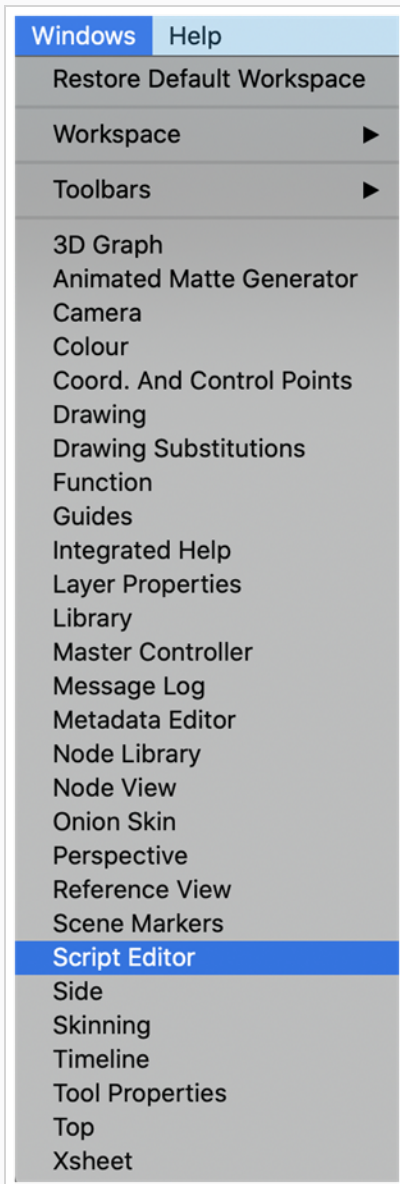 Windows Help
Restore Default Workspace
Workspace
Toolbars
3D Graph
Animated Matte Generator
Camera
Colour
Coord. And Control Points
Drawing
Drawing Substitutions
Function
Guides
Integrated Help
Layer Properties
Library
Master Controller
Message Log
Metadata Editor
Node Library
Node View
Onion Skin
Perspective
Reference View
Scene Markers
Script Editor
Side
Skinning
Timeline
Tool Properties
Top
Xsheet